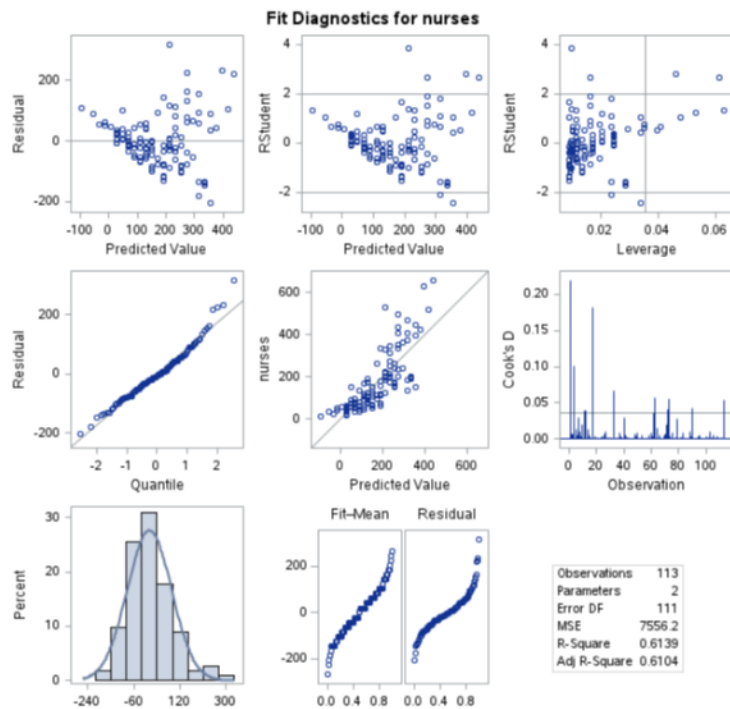 Fit Diagnostics for nurses
Residual
200
0
-200
-100 0 100 200 300 400
Predicted Value
RStudent
4
2
0
-2
-100 0 100 200 300 400
Predicted Value
RStudent
4
2
0
-2
0.02 0.04 0.06
Leverage
Residual
200
0
-200
-2 -1 0 1 2
Quantile
nurses
600
400
200
0
0 200 400 600
Predicted Value
Cook's D
0.20
0.15
0.10
0.05
0.00
0 20 40 60 80 100
Observation
Percent
30
20
10
0
-240 -60 120 300
Fit–Mean Residual
200
0
-200
0.0 0.4 0.8 0.0 0.4 0.8
Observations 113
Parameters 2
Error DF 111
MSE 7556.2
R-Square 0.6139
Adj R-Square 0.6104